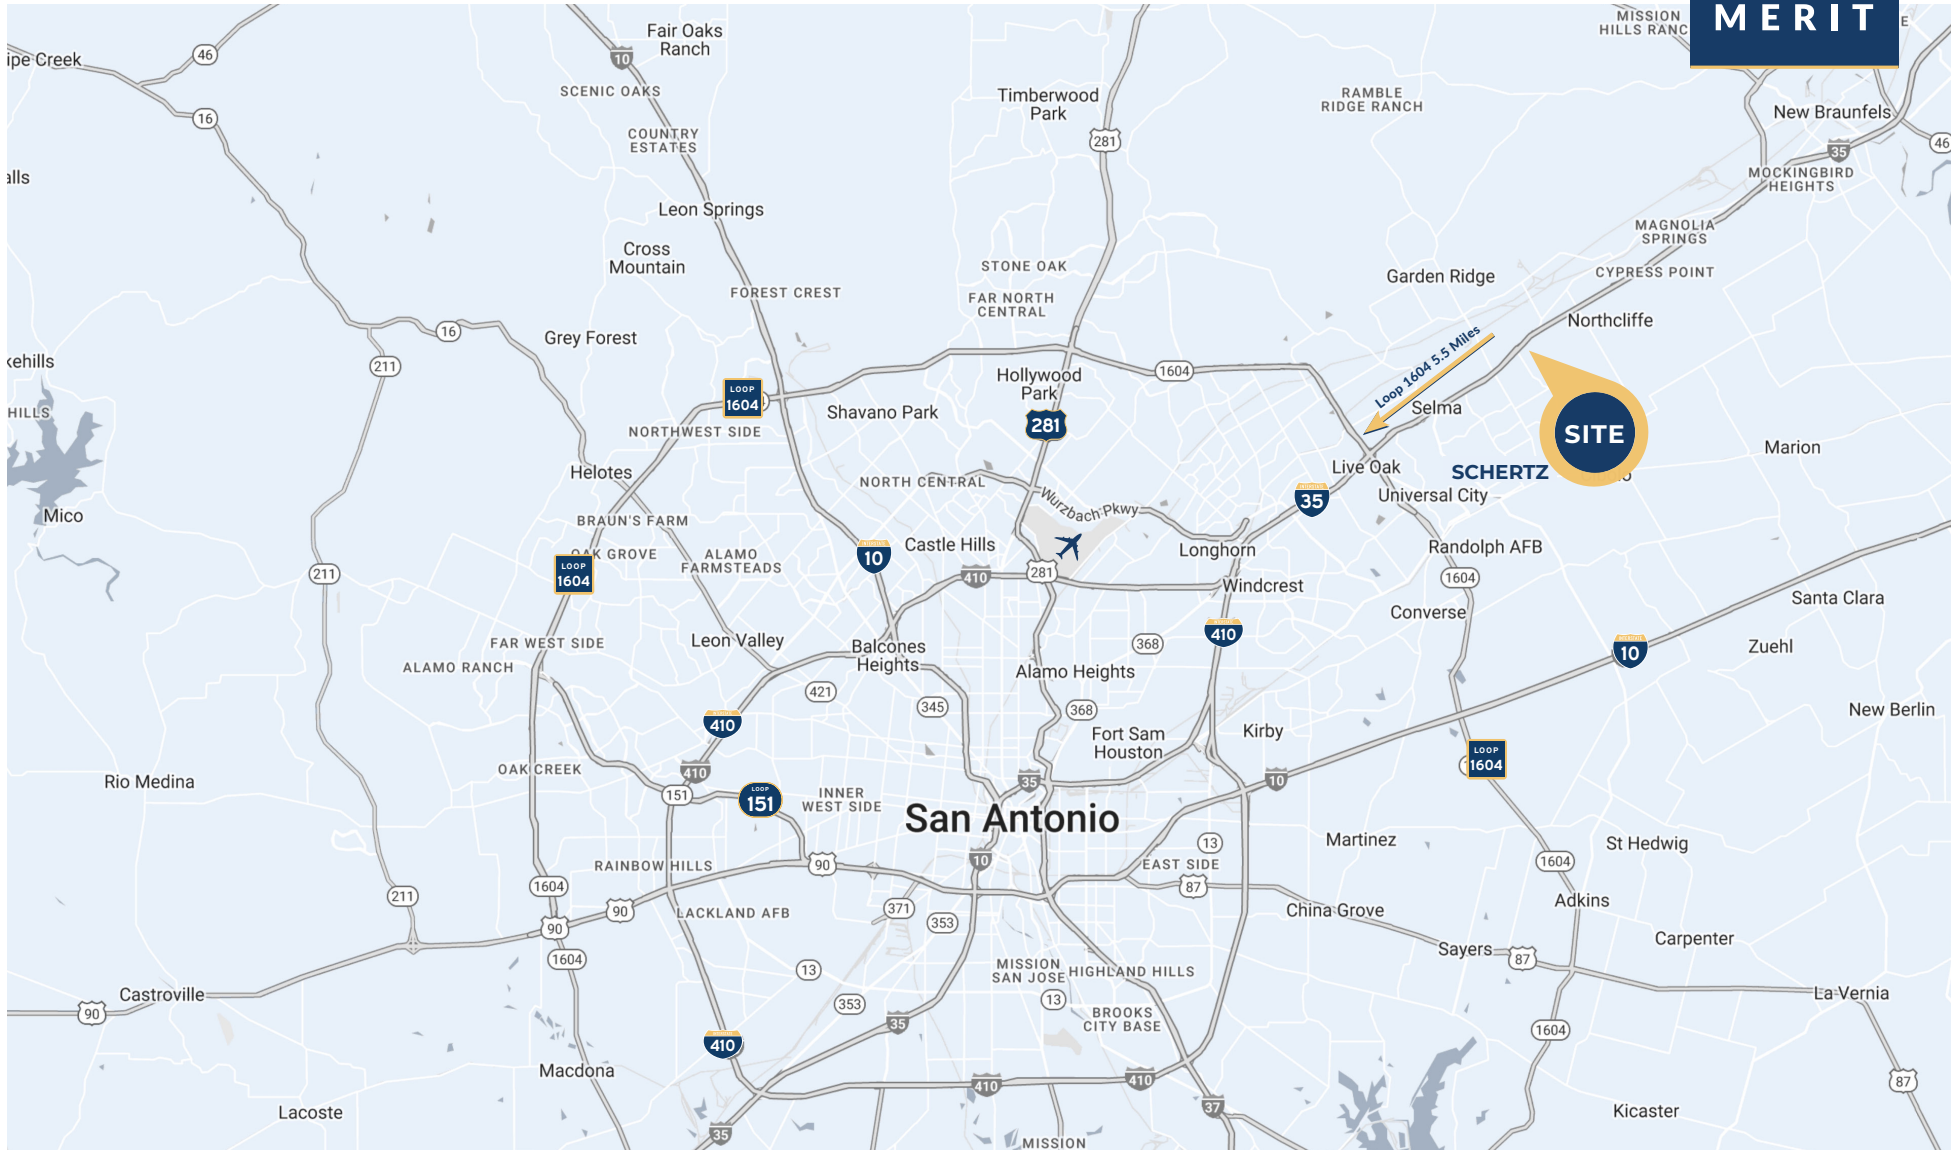 MERIT
MISSION
HILLS RANC
E
Fair Oaks
Ranch
ipe Creek
46
10
SCENIC OAKS
Timberwood
Park
RAMBLE
RIDGE RANCH
New Braunfels
16
COUNTRY
ESTATES
281
46
35
alls
MOCKINGBIRD
HEIGHTS
Leon Springs
MAGNOLIA
SPRINGS
Cross
Mountain
STONE OAK
Garden Ridge
CYPRESS POINT
FOREST CREST
FAR NORTH
CENTRAL
Northcliffe
16
Grey Forest
Loop 1604 5.5 Miles
kehills
211
1604
Hollywood
Park
LOOP
1604
Shavano Park
Selma
HILLS
281
NORTHWEST SIDE
SITE
Marion
Helotes
Live Oak
SCHERTZ
NORTH CENTRAL
Universal City
35
Wurzbach Pkwy
Mico
BRAUN'S FARM
OAK GROVE
ALAMO
FARMSTEADS
10
Castle Hills
Longhorn
Randolph AFB
211
LOOP
1604
410
281
1604
Windcrest
Santa Clara
Converse
FAR WEST SIDE
Leon Valley
Balcones
Heights
368
410
10
Zuehl
ALAMO RANCH
Alamo Heights
421
345
368
New Berlin
410
Fort Sam
Houston
Kirby
OAK CREEK
410
LOOP
1604
Rio Medina
35
10
151
LOOP
151
INNER
WEST SIDE
San Antonio
Martinez
13
St Hedwig
RAINBOW HILLS
90
10
EAST SIDE
1604
1604
87
211
90
LACKLAND AFB
371
353
China Grove
Adkins
90
Carpenter
Sayers
87
1604
13
MISSION
SAN JOSE
HIGHLAND HILLS
Castroville
353
13
La Vernia
90
35
BROOKS
CITY BASE
1604
410
Macdona
410
410
87
Lacoste
37
Kicaster
35
MISSION